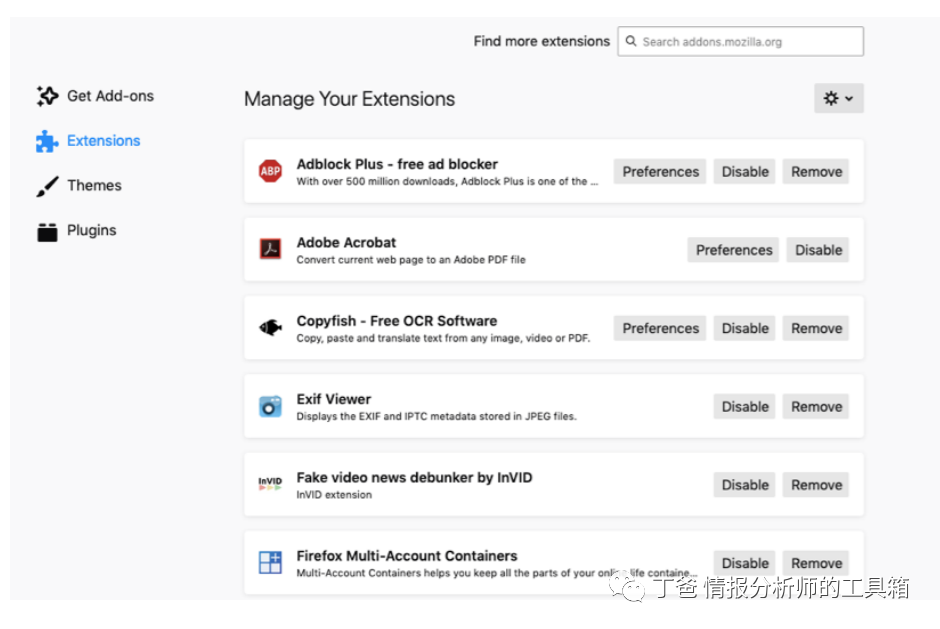 Find more extensions
Search addons.mozilla.org
Get Add-ons
Extensions
Themes
Plugins
Manage Your Extensions
ABP
Adblock Plus - free ad blocker
With over 500 million downloads, Adblock Plus is one of the ...
Preferences Disable Remove
Adobe Acrobat
Convert current web page to an Adobe PDF file
Preferences Disable
Copyfish - Free OCR Software
Copy, paste and translate text from any image, video or PDF.
Preferences Disable Remove
Exif Viewer
Displays the EXIF and IPTC metadata stored in JPEG files.
Disable Remove
InVID
Fake video news debunker by InVID
InVID extension
Disable Remove
Firefox Multi-Account Containers
Multi-Account Containers helps you keep all the parts of your online life containe...
Disable Remove
丁爸 情报分析师的工具箱